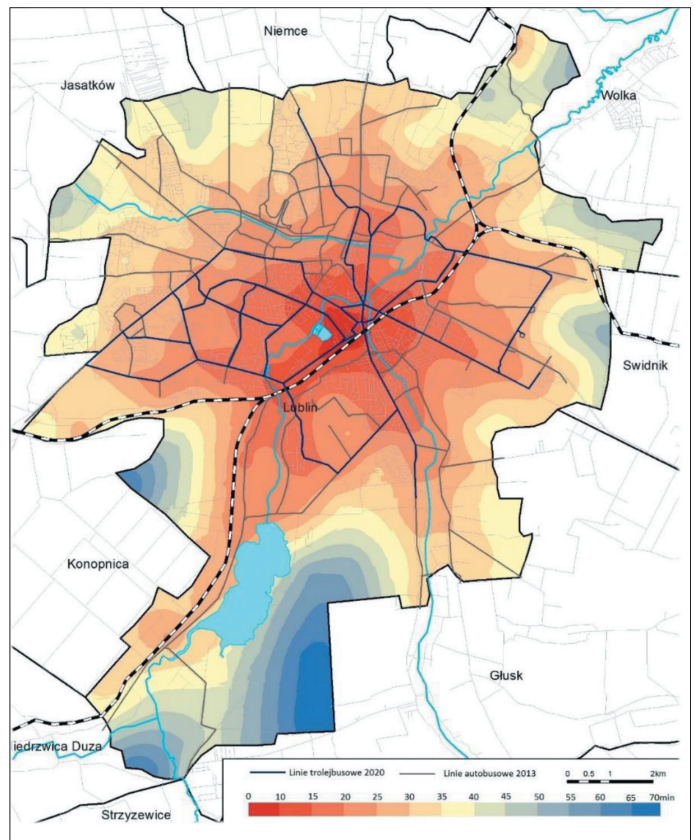 Niemce
Jasatków
Wolka
Swidnik
Lublin
Konopnica
Głusk
iedrzwica Duza
Strzyzewice
Linie trolejbusowe 2020 Linie autobusowe 2013 0 0.5 1 2km
0 10 15 20 30 35 40 45 50 55 60 65 70min